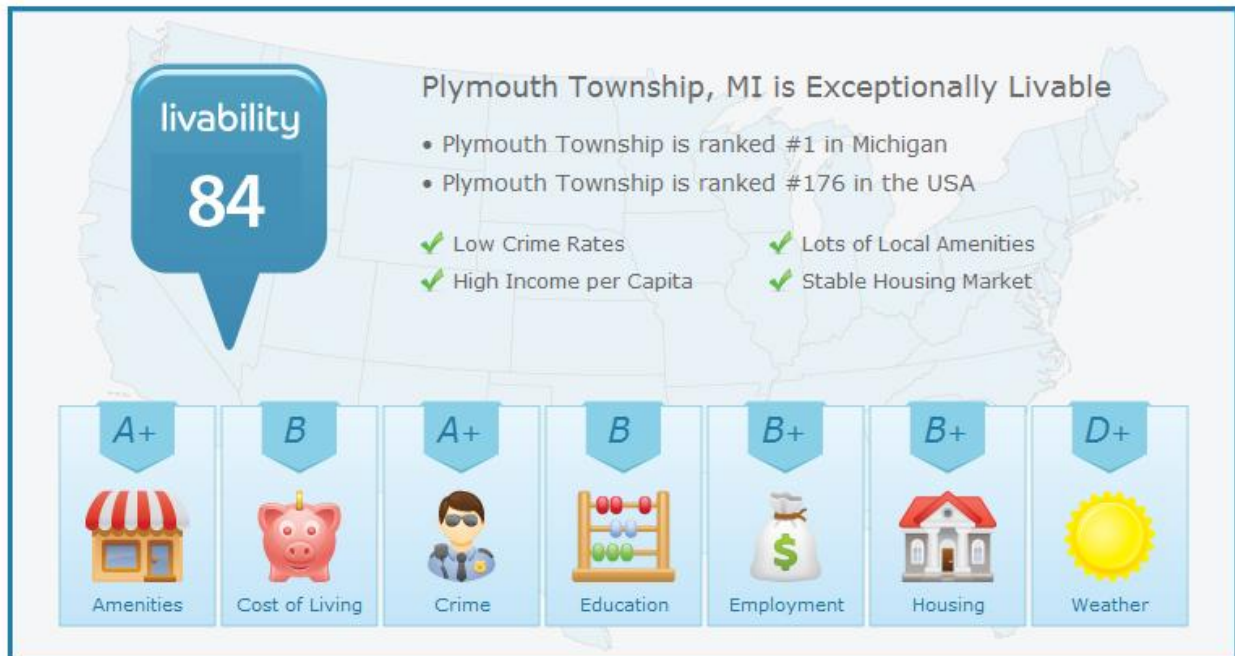 livability
84
Plymouth Township, MI is Exceptionally Livable
• Plymouth Township is ranked #1 in Michigan
• Plymouth Township is ranked #176 in the USA
Low Crime Rates
Lots of Local Amenities
High Income per Capita
Stable Housing Market
A+
B
A+
B
B+
B+
D+
$
Amenities
Cost of Living
Crime
Education
Employment
Housing
Weather